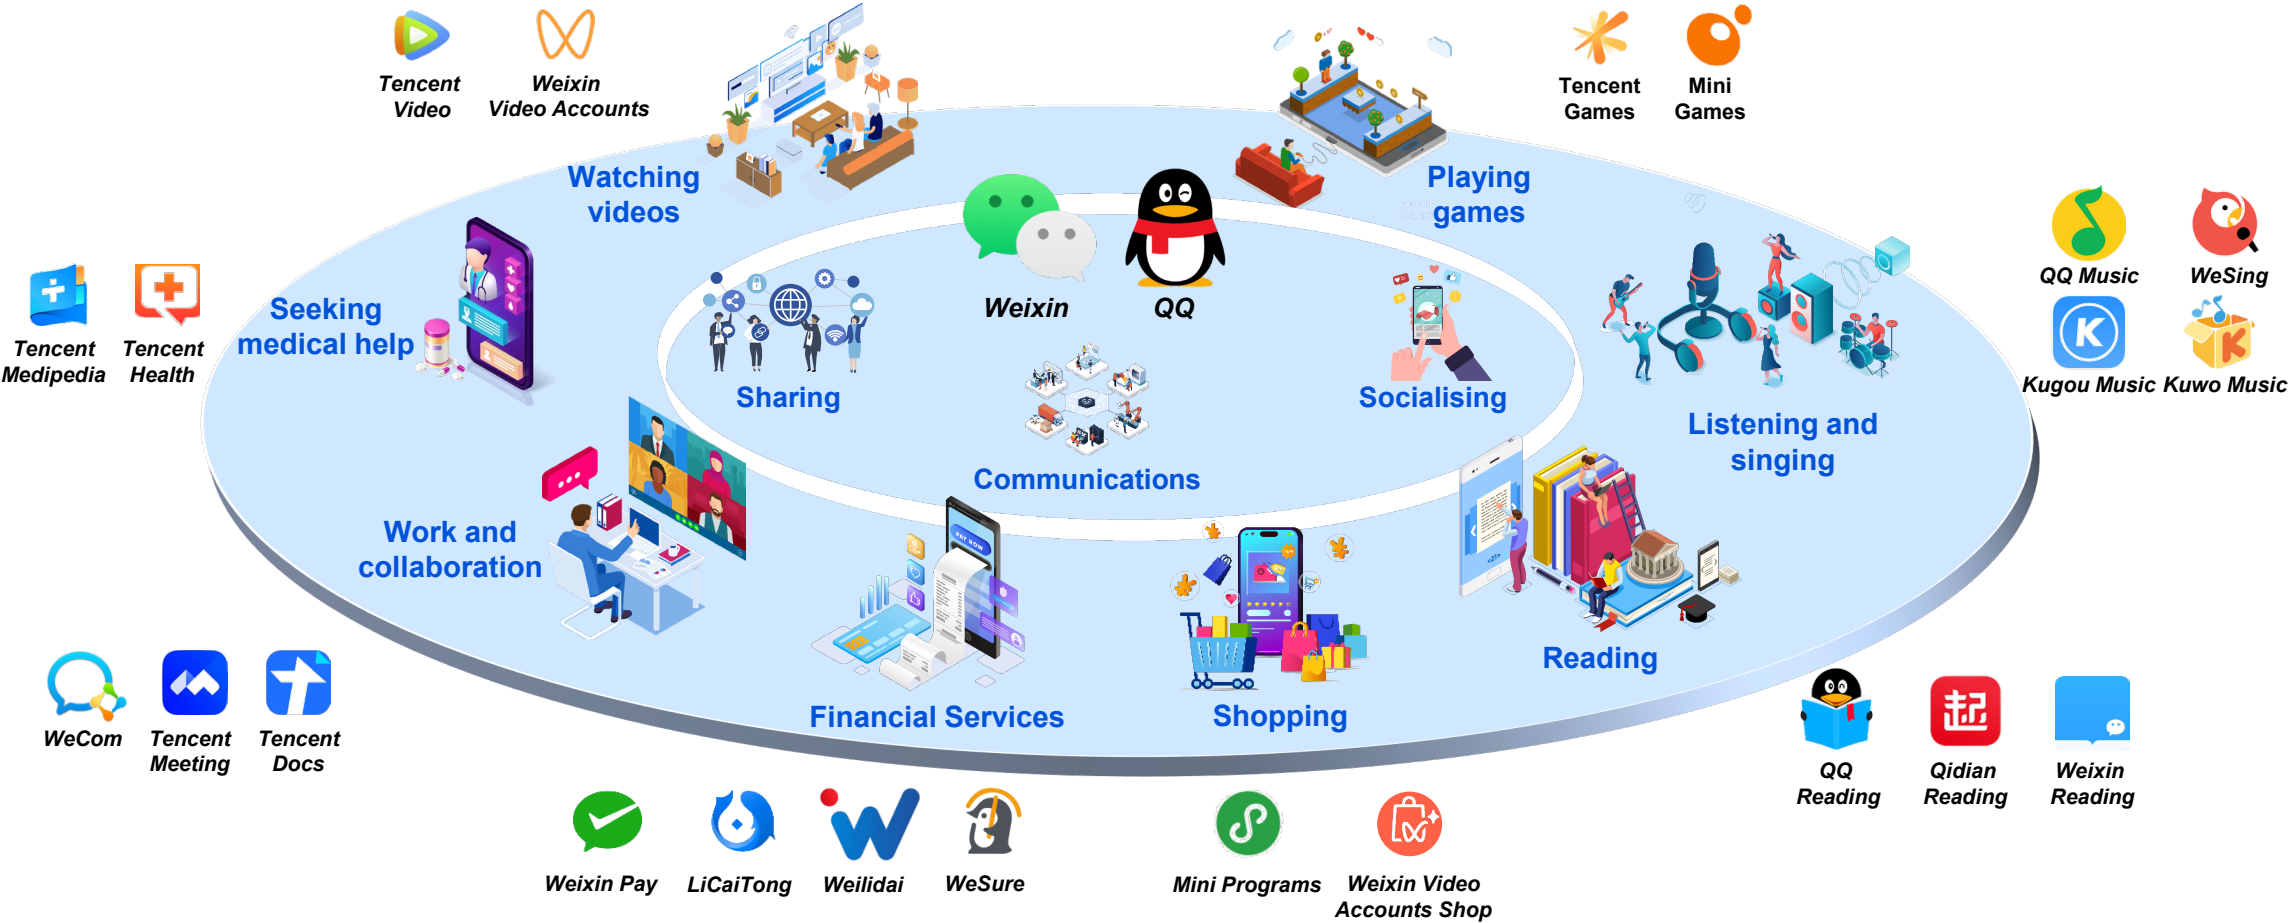 Tencent
Video
Weixin
Video Accounts
Tencent
Games
Mini
Games
Watching
videos
Playing
games
Weixin
QQ
QQ Music
WeSing
Kugou Music
Kuwo Music
Tencent
Medipedia
Tencent
Health
Seeking
medical help
Sharing
Socialising
Communications
Listening and
singing
Work and
collaboration
PAY NOW
Financial Services
Shopping
Reading
WeCom
Tencent
Meeting
Tencent
Docs
起
QQ
Reading
Qidian
Reading
Weixin
Reading
Weixin Pay
LiCaiTong
Weilidai
WeSure
Mini Programs
Weixin Video
Accounts Shop